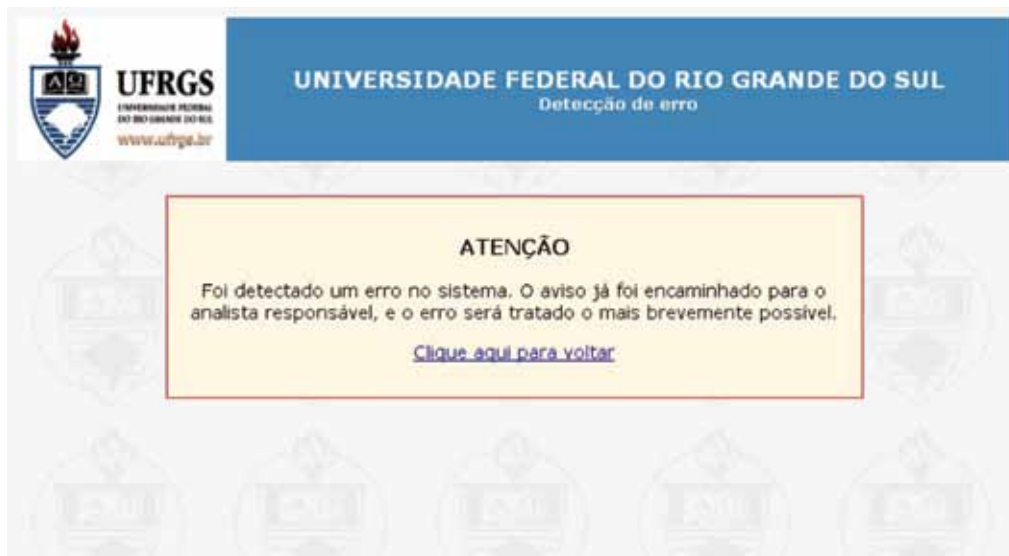 UFRGS
UNIVERSIDADE FEDERAL
DO RIO GRANDE DO SUL
www.ufrgs.br
UNIVERSIDADE FEDERAL DO RIO GRANDE DO SUL
Detecção de erro
ATENÇÃO
Foi detectado um erro no sistema. O aviso já foi encaminhado para o
analista responsável, e o erro será tratado o mais brevemente possível.
Clique aqui para voltar